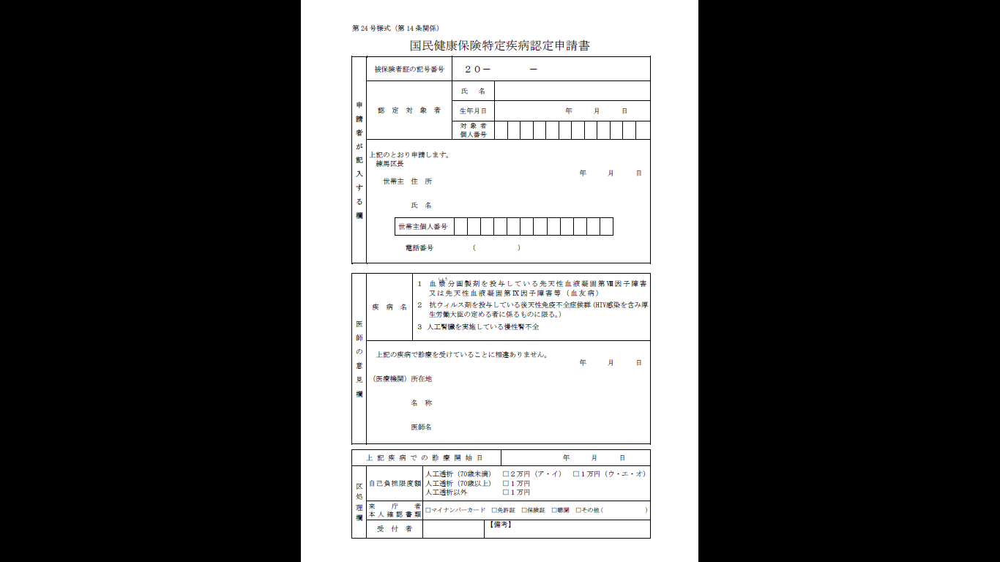 第24号様式（第14条関係）
国民健康保険特定疾病認定申請書
申請者が記入する欄
被保険者証の記号番号 ２０－ －
認定対象者
氏名
生年月日 年 月 日
対象者
個人番号
上記のとおり申請します。
練馬区長
年 月 日
世帯主 住所
氏名
世帯主個人番号
電話番号 （ ）
医師の意見欄
疾病名
じょう
1 血漿分画製剤を投与している先天性血液凝固第Ⅷ因子障害
又は先天性血液凝固第Ⅸ因子障害等（血友病）
2 抗ウィルス剤を投与している後天性免疫不全症候群(HIV感染を含み厚
生労働大臣の定める者に係るものに限る。)
3 人工腎臓を実施している慢性腎不全
上記の疾病で診療を受けていることに相違ありません。
年 月 日
（医療機関）所在地
名称
医師名
上記疾病での診療開始日 年 月 日
区処理欄
自己負担限度額
人工透析（70歳未満） □２万円（ア・イ） □１万円（ウ・エ・オ）
人工透析（70歳以上） □１万円
人工透析以外 □１万円
来庁者
本人確認書類
□マイナンバーカード □免許証 □保険証 □聴聞 □その他（ ）
受付者
【備考】